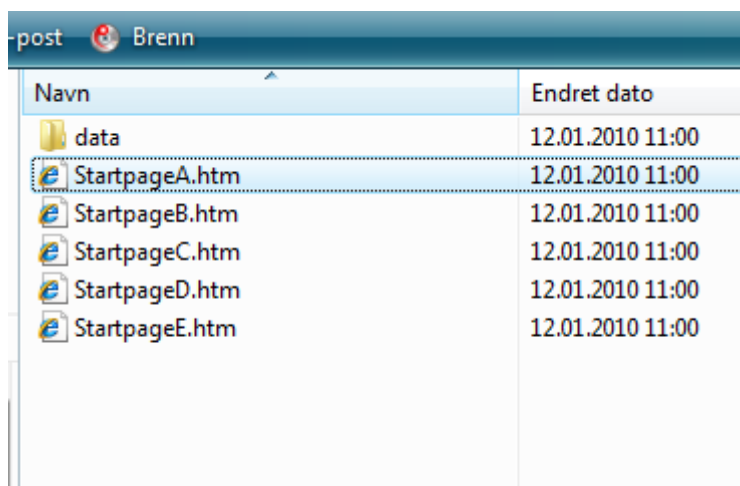 -post Brenn
Navn Endret dato
data 12.01.2010 11:00
StartpageA.htm 12.01.2010 11:00
StartpageB.htm 12.01.2010 11:00
StartpageC.htm 12.01.2010 11:00
StartpageD.htm 12.01.2010 11:00
StartpageE.htm 12.01.2010 11:00